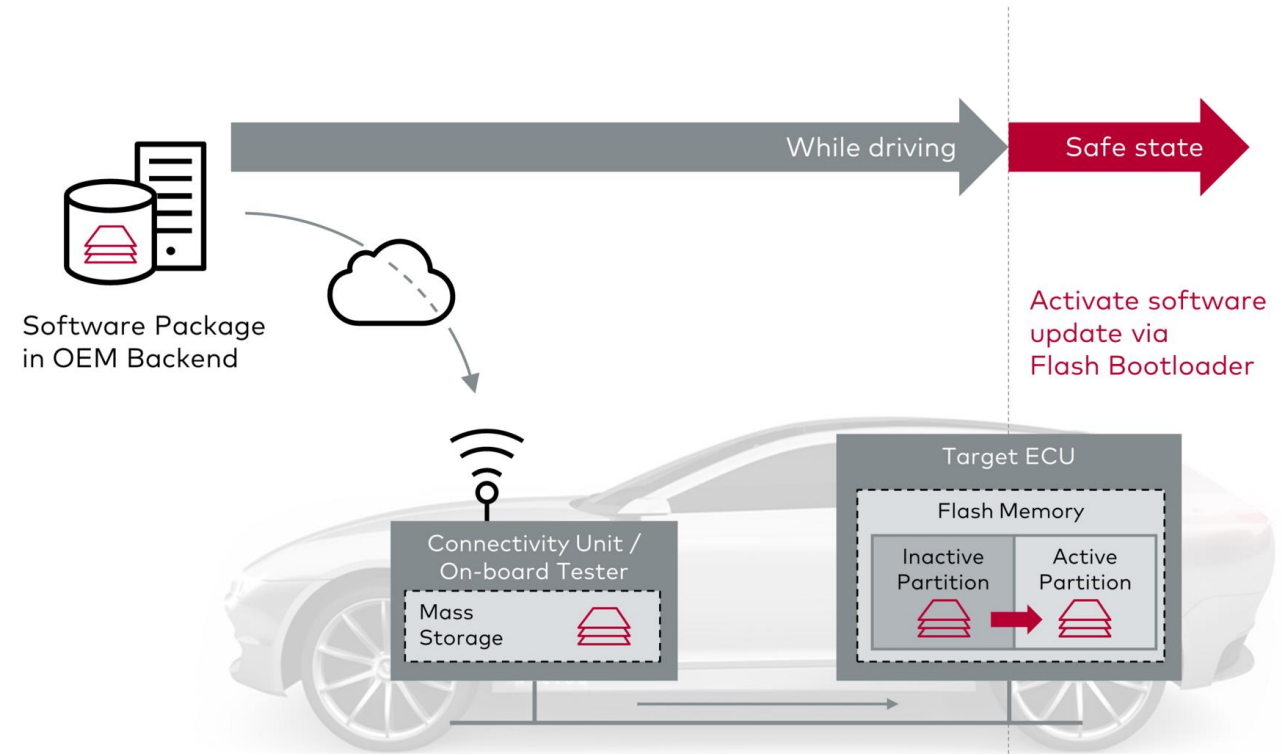 While driving
Safe state
Software Package
in OEM Backend
Activate software
update via
Flash Bootloader
Connectivity Unit /
On-board Tester
Mass
Storage
Target ECU
Flash Memory
Inactive
Partition
Active
Partition